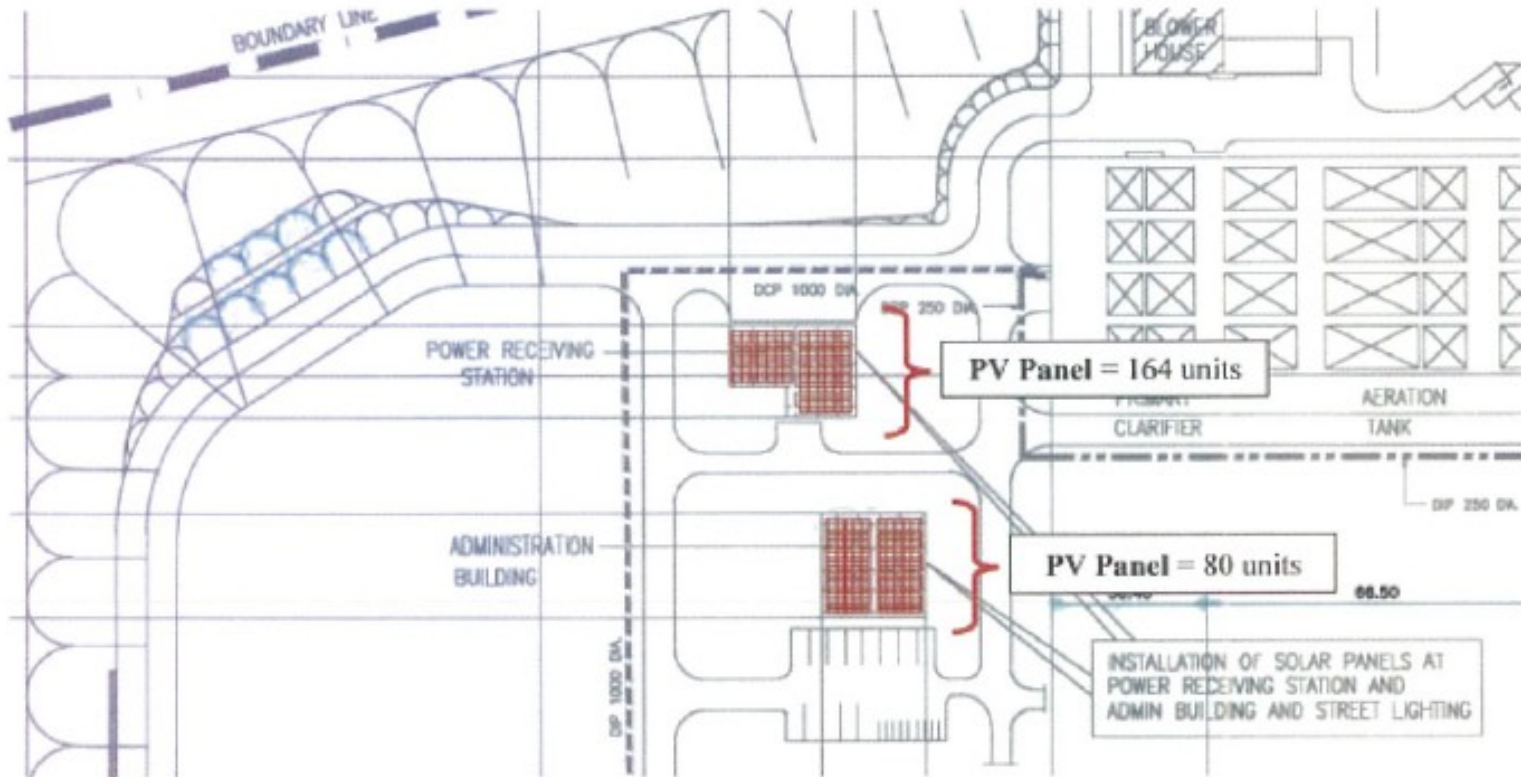 BOUNDARY LINE
BLOWER
HOUSE
DCP 1000 DIA
250 DIA
POWER RECEIVING
STATION
PV Panel = 164 units
PRIMARY
CLARIFIER
AERATION
TANK
DIP 250 DIA.
ADMINISTRATION
BUILDING
PV Panel = 80 units
66.50
DIP 1000 DIA.
INSTALLATION OF SOLAR PANELS AT
POWER RECEIVING STATION AND
ADMIN BUILDING AND STREET LIGHTING